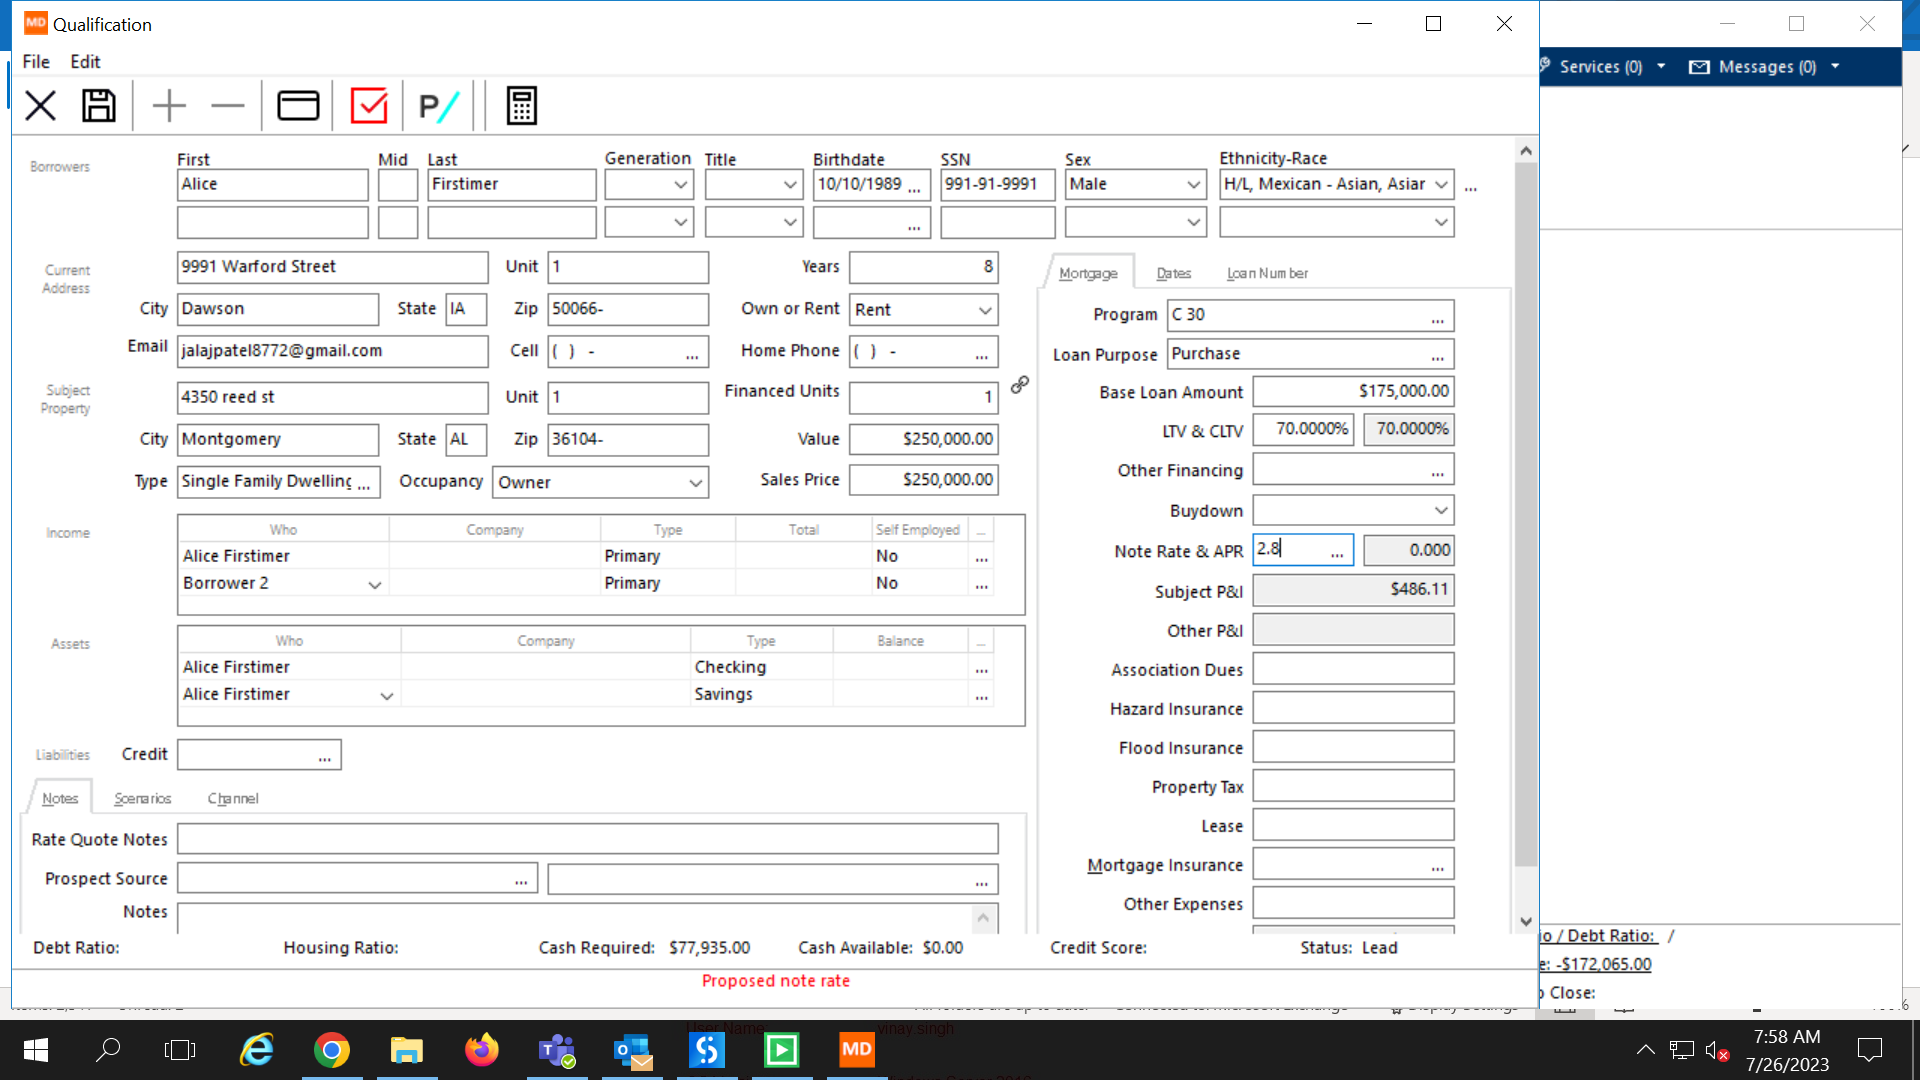 MD Qualification
File Edit
Services (0) Messages (0)
P/
Borrowers First Mid Last Generation Title Birthdate SSN Sex Ethnicity-Race
Alice Firstimer 10/10/1989 ... 991-91-9991 Male H/L, Mexican - Asian, Asiar ...
...
Current Address 9991 Warford Street Unit 1 Years 8
City Dawson State IA Zip 50066- Own or Rent Rent
Email jalajpatel8772@gmail.com Cell ( ) - ... Home Phone ( ) - ...
Subject Property 4350 reed st Unit 1 Financed Units 1
City Montgomery State AL Zip 36104- Value $250,000.00
Type Single Family Dwelling ... Occupancy Owner Sales Price $250,000.00
Income Who Company Type Total Self Employed ...
Alice Firstimer Primary No ...
Borrower 2 Primary No ...
Assets Who Company Type Balance ...
Alice Firstimer Checking ...
Alice Firstimer Savings ...
Liabilities Credit ...
Notes Scenarios Channel
Rate Quote Notes
Prospect Source ... ...
Notes
Mortgage Dates Loan Number
Program C 30 ...
Loan Purpose Purchase ...
Base Loan Amount $175,000.00
LTV & CLTV 70.0000% 70.0000%
Other Financing ...
Buydown
Note Rate & APR 2.8 ... 0.000
Subject P&I $486.11
Other P&I
Association Dues
Hazard Insurance
Flood Insurance
Property Tax
Lease
Mortgage Insurance ...
Other Expenses
Debt Ratio: Housing Ratio: Cash Required: $77,935.00 Cash Available: $0.00 Credit Score: Status: Lead
Proposed note rate
io / Debt Ratio: /
e: -$172,065.00
o Close:
User Name: vinay.singh
MD
7:58 AM
7/26/2023